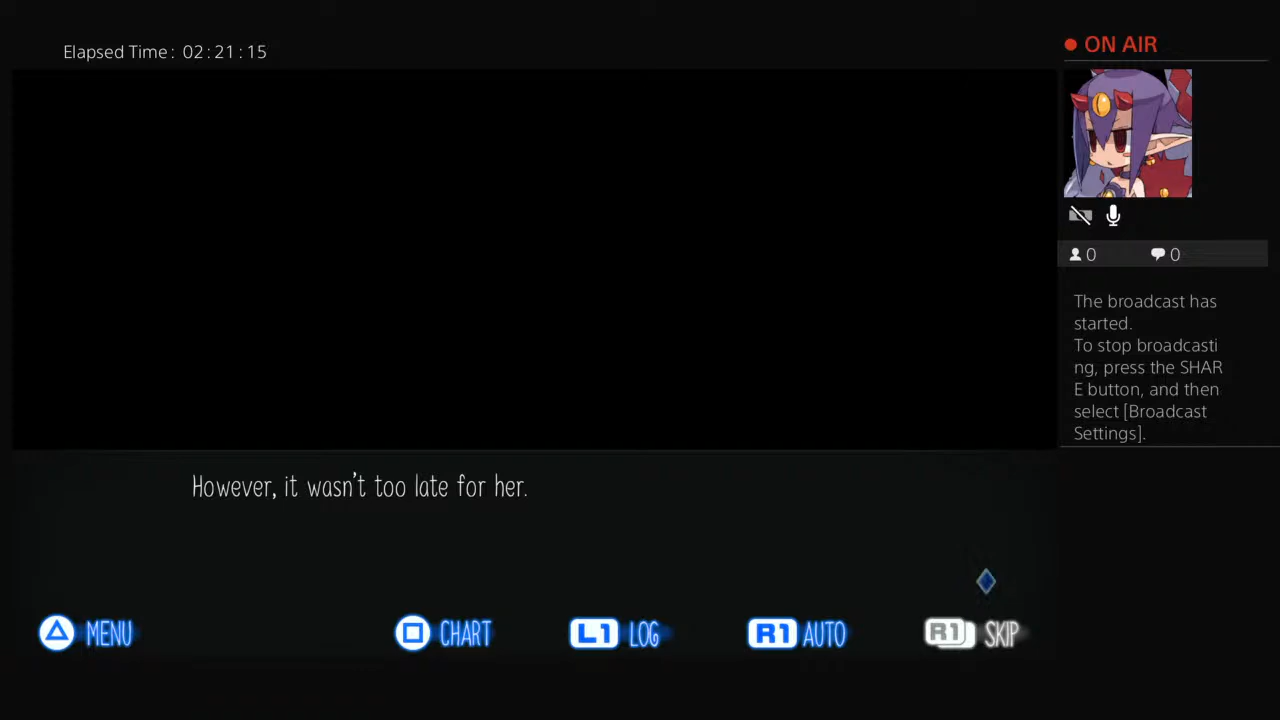 Elapsed Time: 02:21:15
ON AIR
0 0
The broadcast has
started.
To stop broadcasti
ng, press the SHAR
E button, and then
select [Broadcast
Settings].
However, it wasn't too late for her.
MENU CHART L1 LOG R1 AUTO R1 SKIP